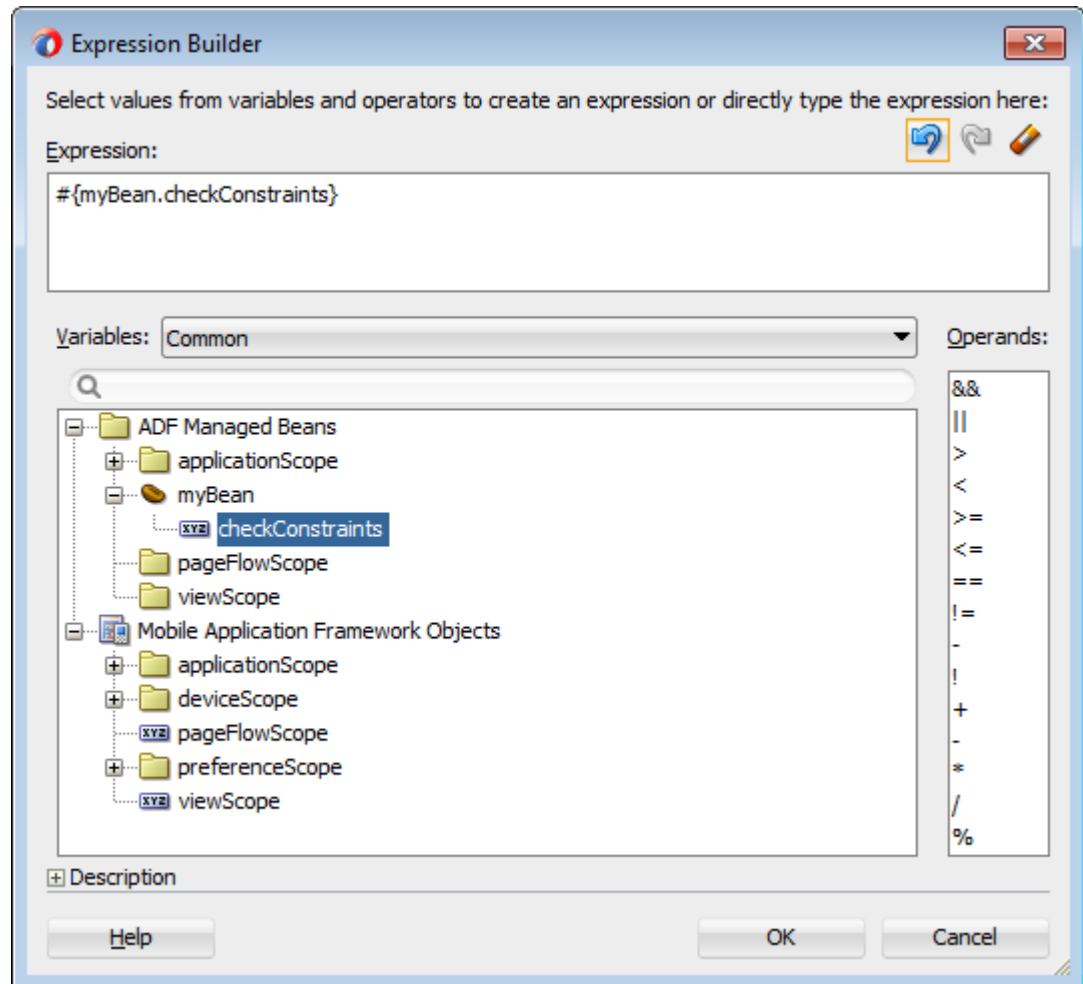 Expression Builder
Select values from variables and operators to create an expression or directly type the expression here:
Expression:
#{myBean.checkConstraints}
Variables: Common
Operands:
ADF Managed Beans
applicationScope
myBean
XYZ checkConstraints
pageFlowScope
viewScope
Mobile Application Framework Objects
applicationScope
deviceScope
XYZ pageFlowScope
preferenceScope
XYZ viewScope
&&
||
>
<
>=
<=
==
!=
-
!
+
-
*
/
%
Description
Help OK Cancel